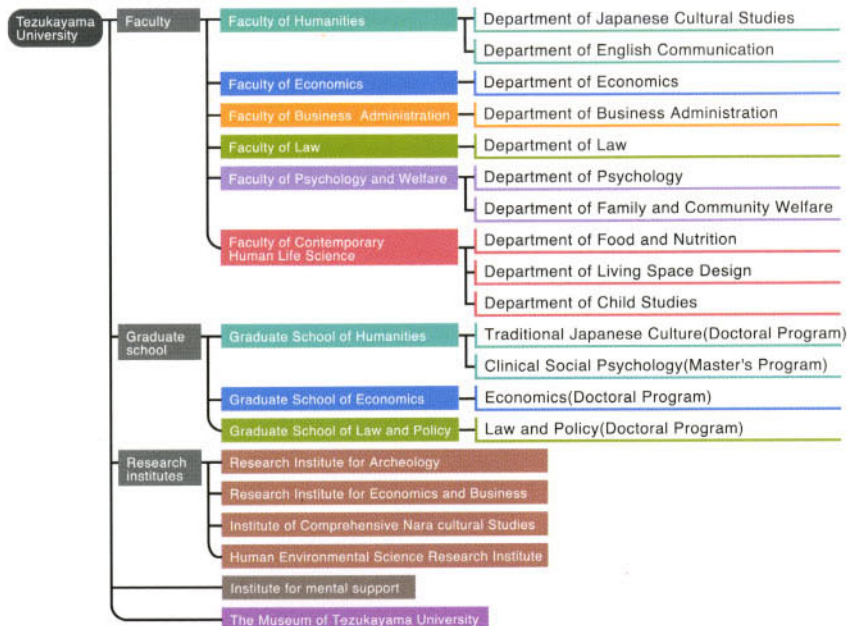 Tezukayama
University
Faculty
Faculty of Humanities
Department of Japanese Cultural Studies
Department of English Communication
Faculty of Economics
Department of Economics
Faculty of Business Administration
Department of Business Administration
Faculty of Law
Department of Law
Faculty of Psychology and Welfare
Department of Psychology
Department of Family and Community Welfare
Faculty of Contemporary
Human Life Science
Department of Food and Nutrition
Department of Living Space Design
Department of Child Studies
Graduate
school
Graduate School of Humanities
Traditional Japanese Culture(Doctoral Program)
Clinical Social Psychology(Master's Program)
Graduate School of Economics
Economics(Doctoral Program)
Graduate School of Law and Policy
Law and Policy(Doctoral Program)
Research
institutes
Research Institute for Archeology
Research Institute for Economics and Business
Institute of Comprehensive Nara cultural Studies
Human Environmental Science Research Institute
Institute for mental support
The Museum of Tezukayama University